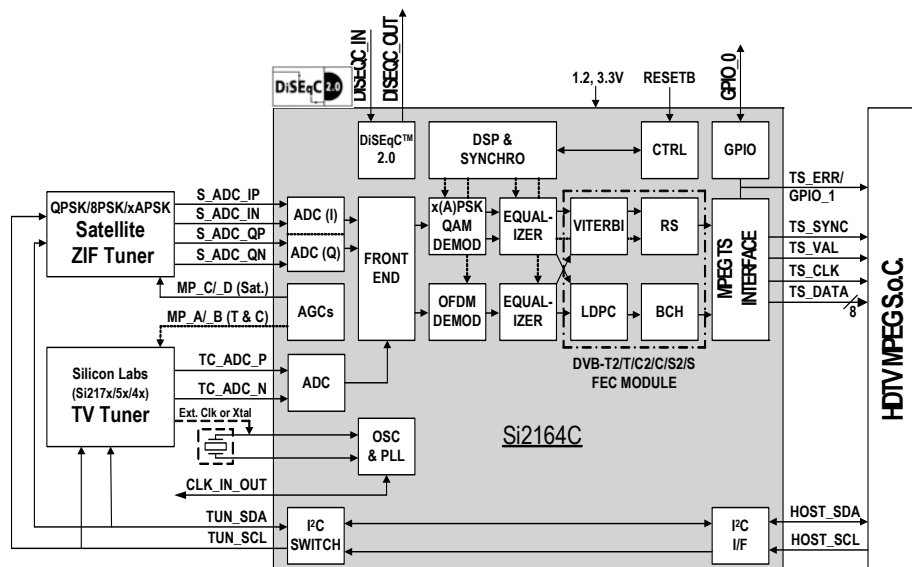 DISEQC_IN
DISEQC_OUT
GPIO_0
DiSEqC 2.0
1.2, 3.3V
RESETB
DiSEqC™
2.0
DSP &
SYNCHRO
CTRL
GPIO
TS_ERR/
GPIO_1
QPSK/8PSK/xAPSK
Satellite
ZIF Tuner
S_ADC_IP
S_ADC_IN
S_ADC_QP
S_ADC_QN
ADC (I)
ADC (Q)
FRONT
END
x(A)PSK
QAM
DEMOD
EQUAL-
IZER
VITERBI
RS
MPEG TS
INTERFACE
TS_SYNC
TS_VAL
TS_CLK
TS_DATA
8
HDTV MPEG S.o.C.
MP_C/_D (Sat.)
AGCs
MP_A/_B (T & C)
OFDM
DEMOD
EQUAL-
IZER
LDPC
BCH
DVB-T2/T/C2/C/S2/S
FEC MODULE
Silicon Labs
(Si217x/5x/4x)
TV Tuner
TC_ADC_P
TC_ADC_N
ADC
Ext. Clk or Xtal
OSC
& PLL
Si2164C
CLK_IN_OUT
TUN_SDA
TUN_SCL
I²C
SWITCH
I²C
I/F
HOST_SDA
HOST_SCL